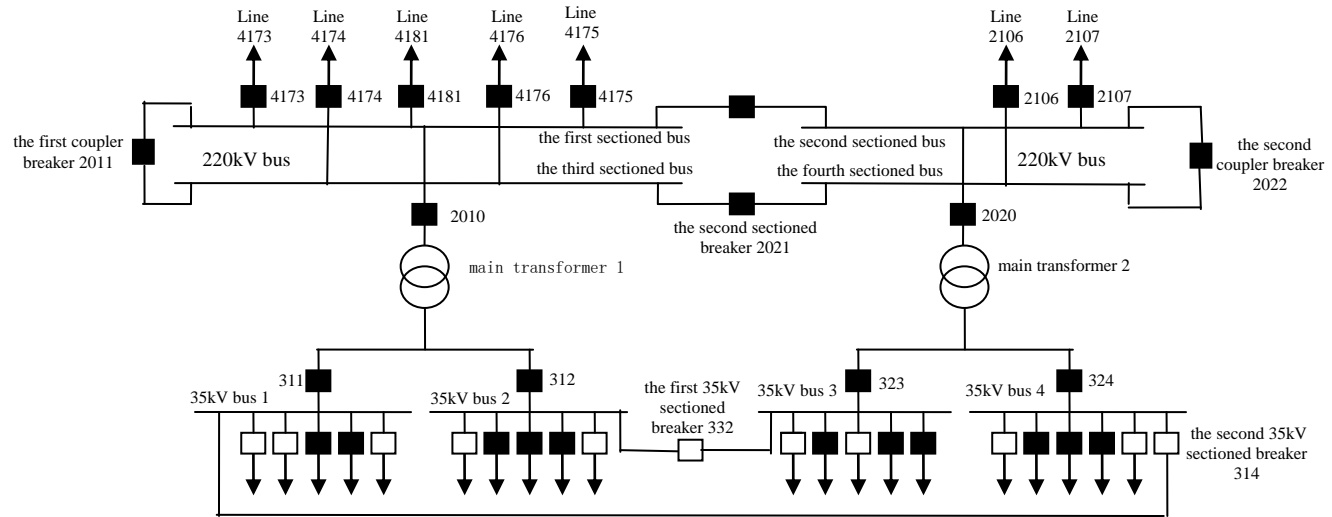 Line
4173
Line
4174
Line
4181
Line
4176
Line
4175
Line
2106
Line
2107
4173
4174
4181
4176
4175
2106
2107
the first coupler
breaker 2011
220kV bus
the first sectioned bus
the third sectioned bus
the second sectioned bus
the fourth sectioned bus
220kV bus
the second
coupler breaker
2022
2010
the second sectioned
breaker 2021
2020
main transformer 1
main transformer 2
311
312
323
324
35kV bus 1
35kV bus 2
the first 35kV
sectioned
breaker 332
35kV bus 3
35kV bus 4
the second 35kV
sectioned breaker
314